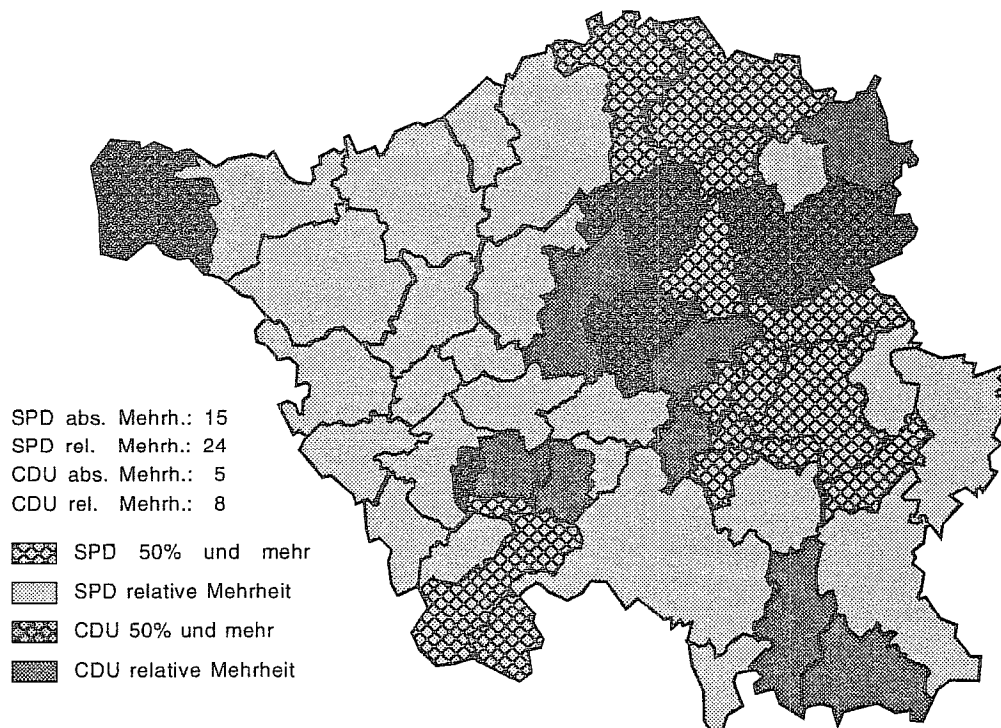 SPD abs. Mehrh.: 15
SPD rel. Mehrh.: 24
CDU abs. Mehrh.: 5
CDU rel. Mehrh.: 8
SPD 50% und mehr
SPD relative Mehrheit
CDU 50% und mehr
CDU relative Mehrheit